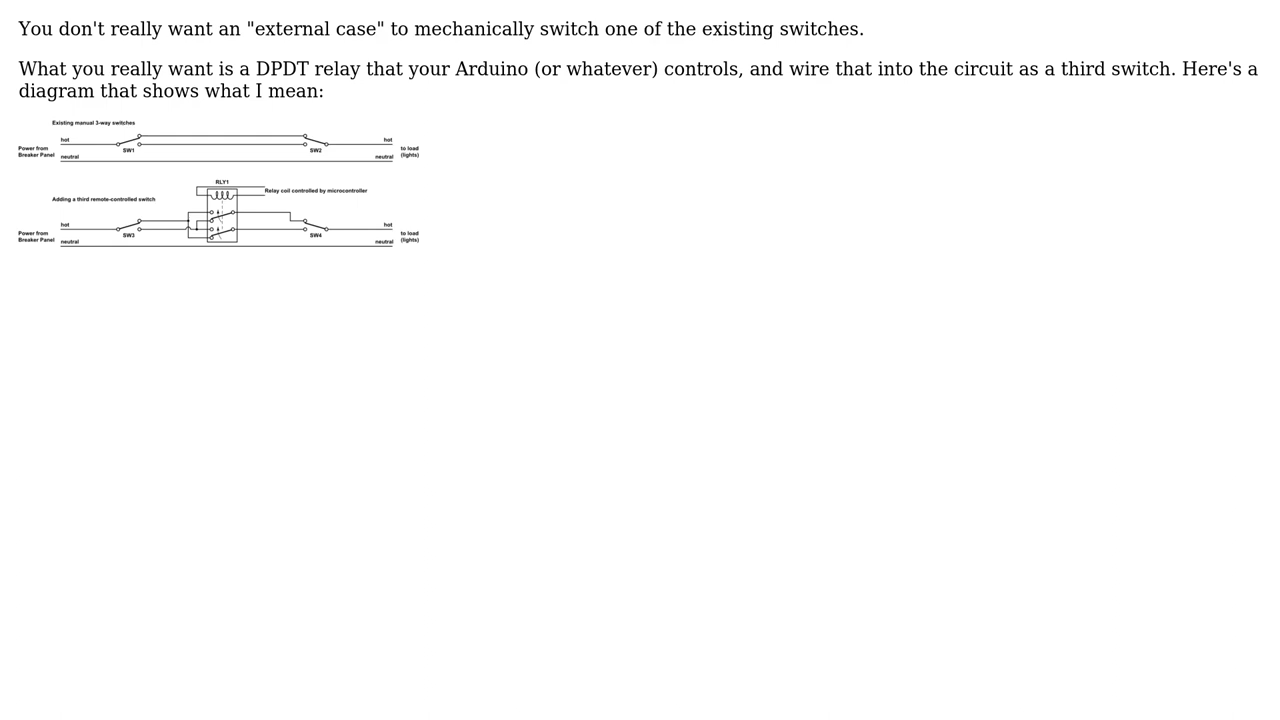 You don't really want an "external case" to mechanically switch one of the existing switches.
What you really want is a DPDT relay that your Arduino (or whatever) controls, and wire that into the circuit as a third switch. Here's a
diagram that shows what I mean:
Existing manual 3-way switches
hot
hot
Power from
Breaker Panel
SW1
SW2
to load
(lights)
neutral
neutral
RLY1
Relay coil controlled by microcontroller
Adding a third remote-controlled switch
hot
hot
Power from
Breaker Panel
SW3
SW4
to load
(lights)
neutral
neutral